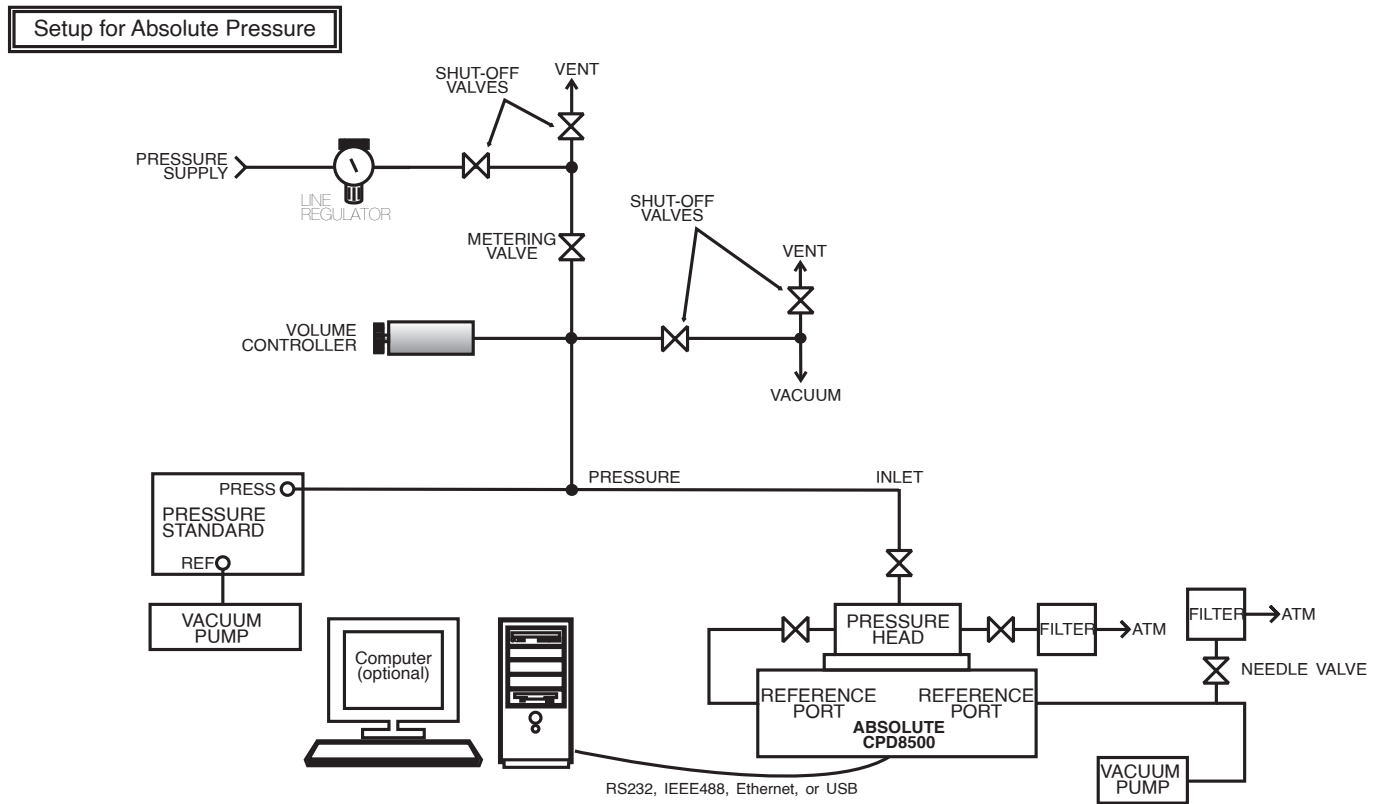 Setup for Absolute Pressure
SHUT-OFF
VALVES
VENT
PRESSURE
SUPPLY
LINE
REGULATOR
SHUT-OFF
VALVES
METERING
VALVE
VENT
VOLUME
CONTROLLER
VACUUM
PRESSURE
INLET
PRESS
PRESSURE
STANDARD
REF
VACUUM
PUMP
Computer
(optional)
PRESSURE
HEAD
FILTER
ATM
FILTER
ATM
NEEDLE VALVE
REFERENCE
PORT
REFERENCE
PORT
ABSOLUTE
CPD8500
VACUUM
PUMP
RS232, IEEE488, Ethernet, or USB